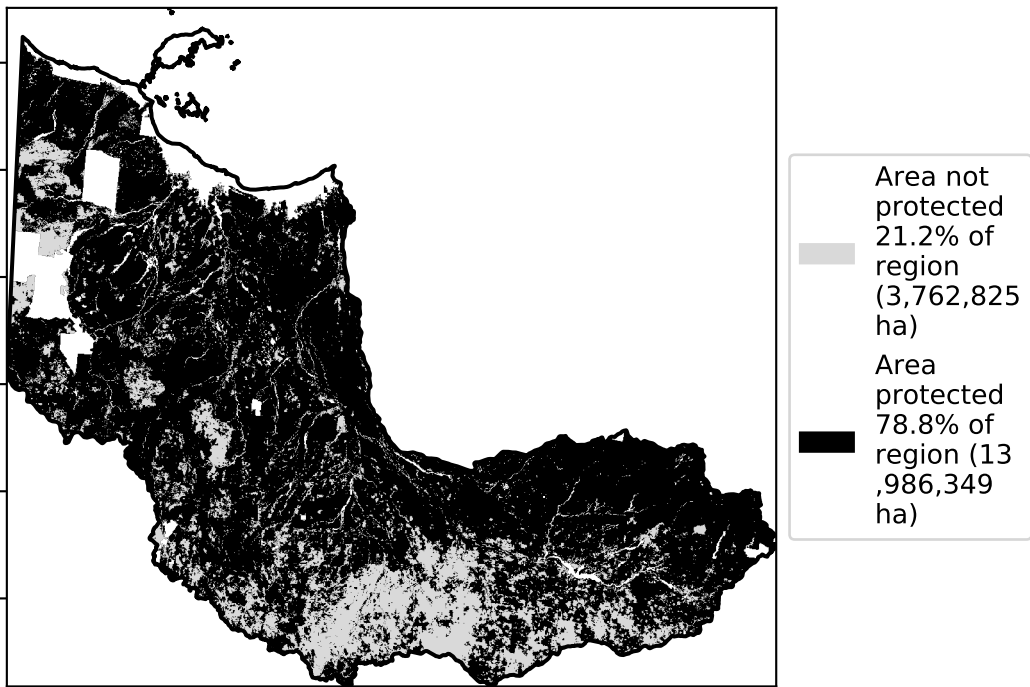 Area not
protected
21.2% of
region
(3,762,825
ha)
Area
protected
78.8% of
region (13
,986,349
ha)